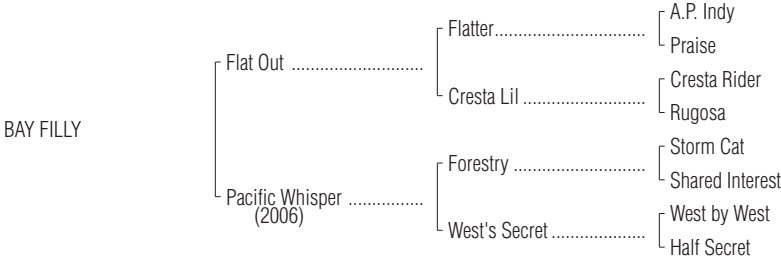 A.P. Indy
Flatter................................
Praise
Flat Out ............................
Cresta Rider
Cresta Lil ..........................
Rugosa
BAY FILLY
Storm Cat
Forestry ............................
Shared Interest
Pacific Whisper ................
(2006)
West by West
West's Secret ....................
Half Secret